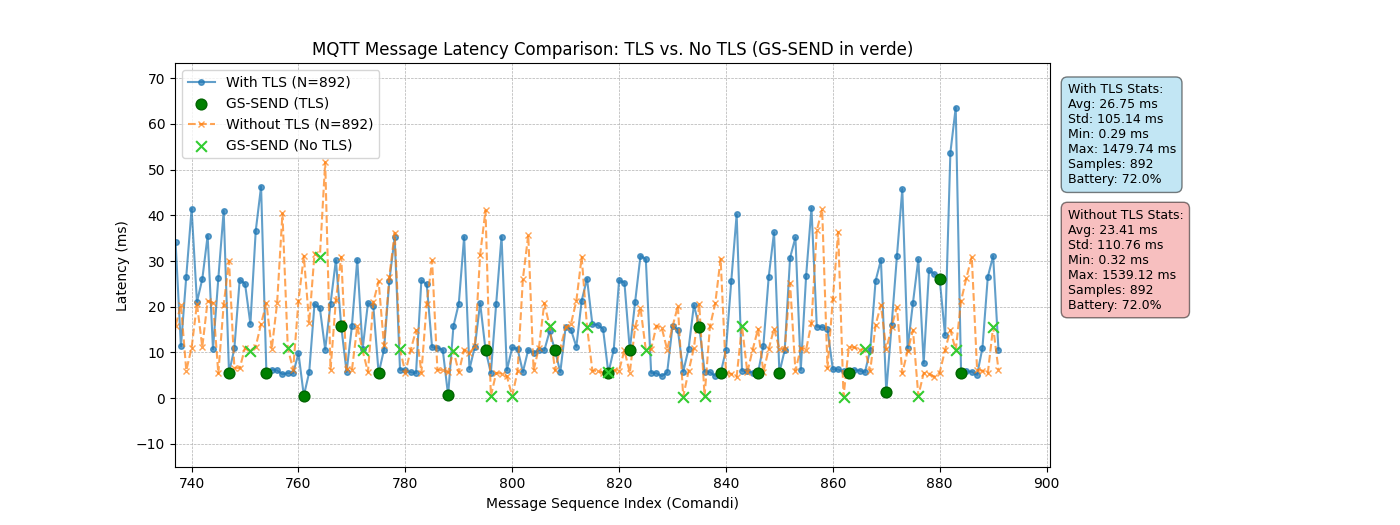 MQTT Message Latency Comparison: TLS vs. No TLS (GS-SEND in verde)
With TLS (N=892)
GS-SEND (TLS)
Without TLS (N=892)
GS-SEND (No TLS)
Latency (ms)
70
60
50
40
30
20
10
0
−10
740
760
780
800
820
840
860
880
900
Message Sequence Index (Comandi)
With TLS Stats:
Avg: 26.75 ms
Std: 105.14 ms
Min: 0.29 ms
Max: 1479.74 ms
Samples: 892
Battery: 72.0%
Without TLS Stats:
Avg: 23.41 ms
Std: 110.76 ms
Min: 0.32 ms
Max: 1539.12 ms
Samples: 892
Battery: 72.0%